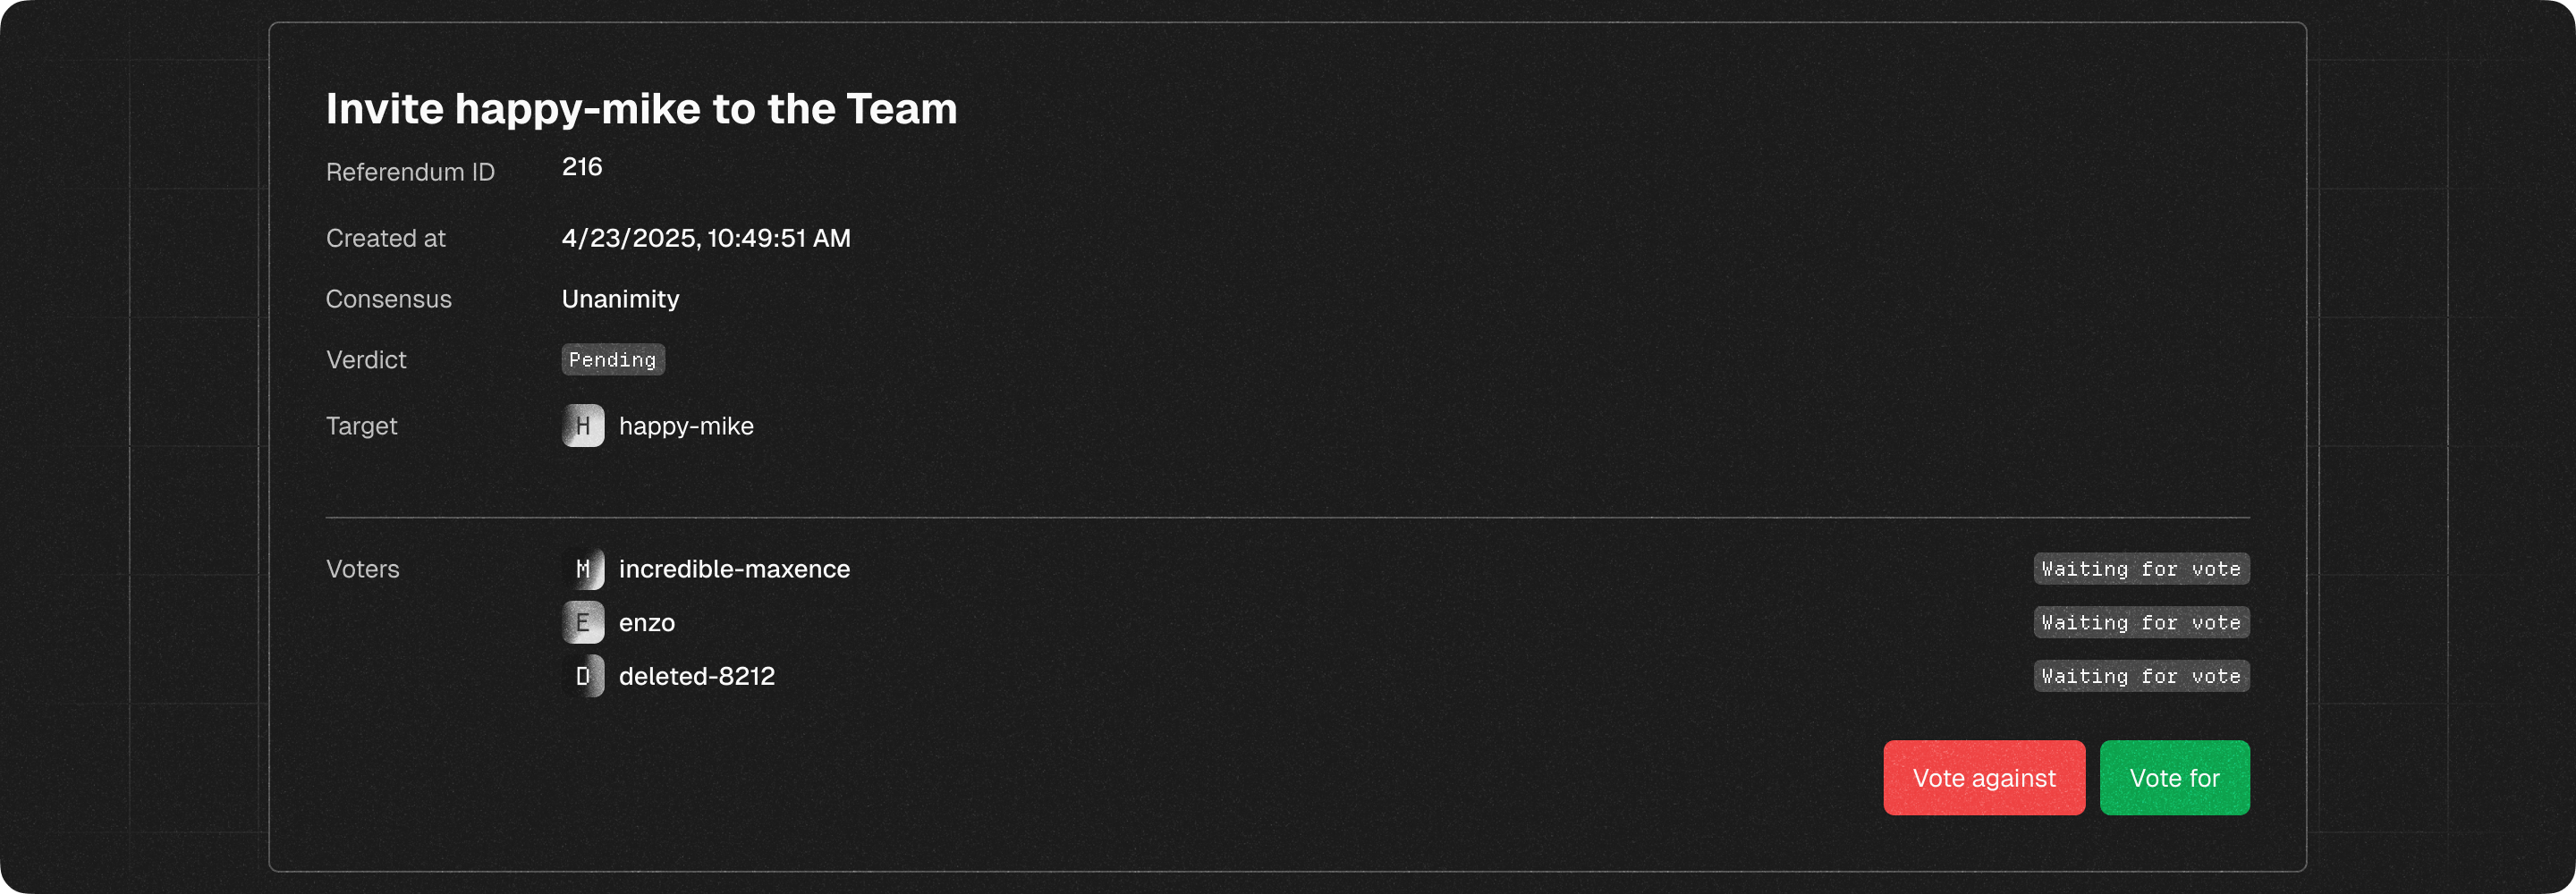 Invite happy-mike to the Team
Referendum ID 216
Created at 4/23/2025, 10:49:51 AM
Consensus Unanimity
Verdict Pending
Target H happy-mike
Voters M incredible-maxence Waiting for vote
E enzo Waiting for vote
D deleted-8212 Waiting for vote
Vote against Vote for